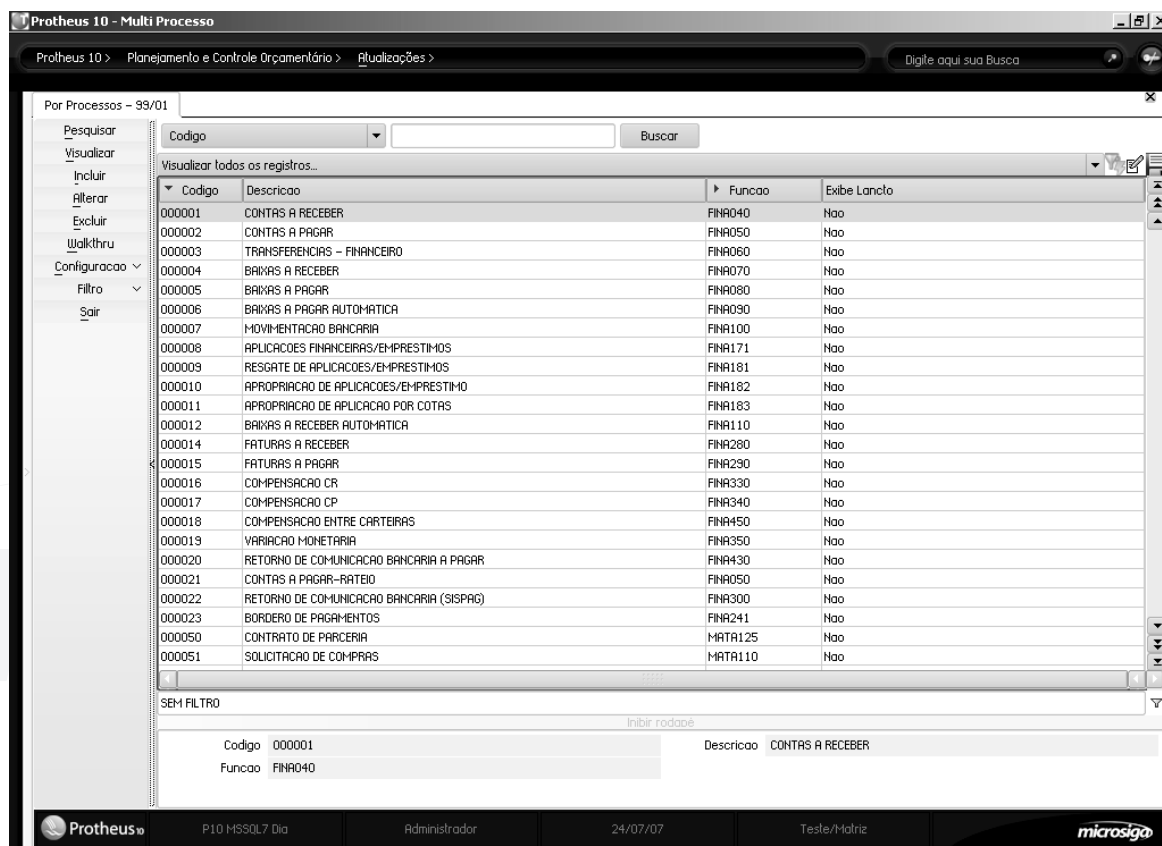 Protheus 10 - Multi Processo
Protheus 10 > Planejamento e Controle Orçamentário > Atualizações >
Digite aqui sua Busca
Por Processos - 99/01
Pesquisar
Visualizar
Incluir
Alterar
Excluir
Walkthru
Configuracao
Filtro
Sair
Codigo Buscar
Visualizar todos os registros...
Codigo Descricao Funcao Exibe Lancto
000001 CONTAS A RECEBER FINA040 Nao
000002 CONTAS A PAGAR FINA050 Nao
000003 TRANSFERENCIAS - FINANCEIRO FINA060 Nao
000004 BAIXAS A RECEBER FINA070 Nao
000005 BAIXAS A PAGAR FINA080 Nao
000006 BAIXAS A PAGAR AUTOMATICA FINA090 Nao
000007 MOVIMENTACAO BANCARIA FINA100 Nao
000008 APLICACOES FINANCEIRAS/EMPRESTIMOS FINA171 Nao
000009 RESGATE DE APLICACOES/EMPRESTIMOS FINA181 Nao
000010 APROPRIACAO DE APLICACOES/EMPRESTIMO FINA182 Nao
000011 APROPRIACAO DE APLICACAO POR COTAS FINA183 Nao
000012 BAIXAS A RECEBER AUTOMATICA FINA110 Nao
000014 FATURAS A RECEBER FINA280 Nao
000015 FATURAS A PAGAR FINA290 Nao
000016 COMPENSACAO CR FINA330 Nao
000017 COMPENSACAO CP FINA340 Nao
000018 COMPENSACAO ENTRE CARTEIRAS FINA450 Nao
000019 VARIACAO MONETARIA FINA350 Nao
000020 RETORNO DE COMUNICACAO BANCARIA A PAGAR FINA430 Nao
000021 CONTAS A PAGAR-RATEIO FINA050 Nao
000022 RETORNO DE COMUNICACAO BANCARIA (SISPAG) FINA300 Nao
000023 BORDERO DE PAGAMENTOS FINA241 Nao
000050 CONTRATO DE PARCERIA MATA125 Nao
000051 SOLICITACAO DE COMPRAS MATA110 Nao
SEM FILTRO
Inibir rodapé
Codigo 000001 Descricao CONTAS A RECEBER
Funcao FINA040
Protheus 10 P10 MSSQL7 Dia Administrador 24/07/07 Teste/Matriz microsiga